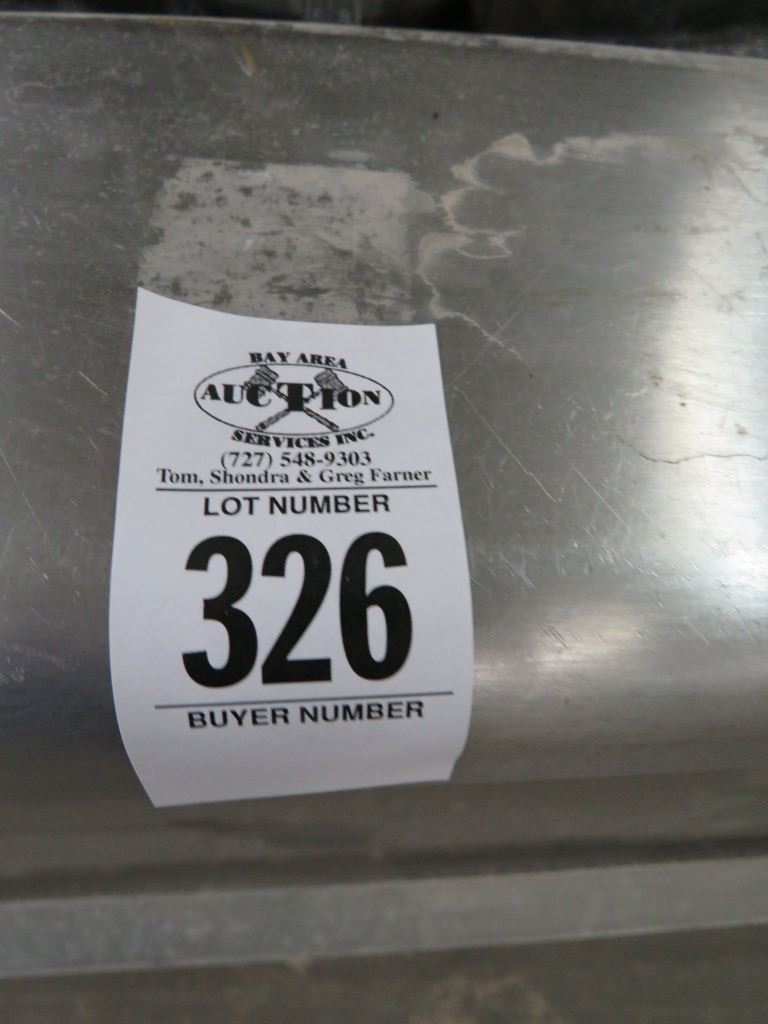 BAY AREA
AUCTION
SERVICES INC.
(727) 548-9303
Tom, Shondra & Greg Farner
LOT NUMBER
326
BUYER NUMBER